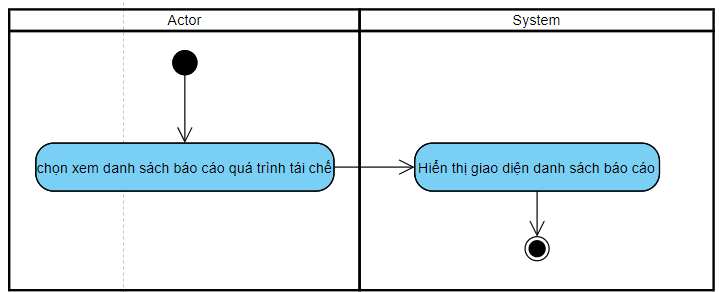 Actor
System
chọn xem danh sách báo cáo quá trình tái chế
Hiển thị giao diện danh sách báo cáo